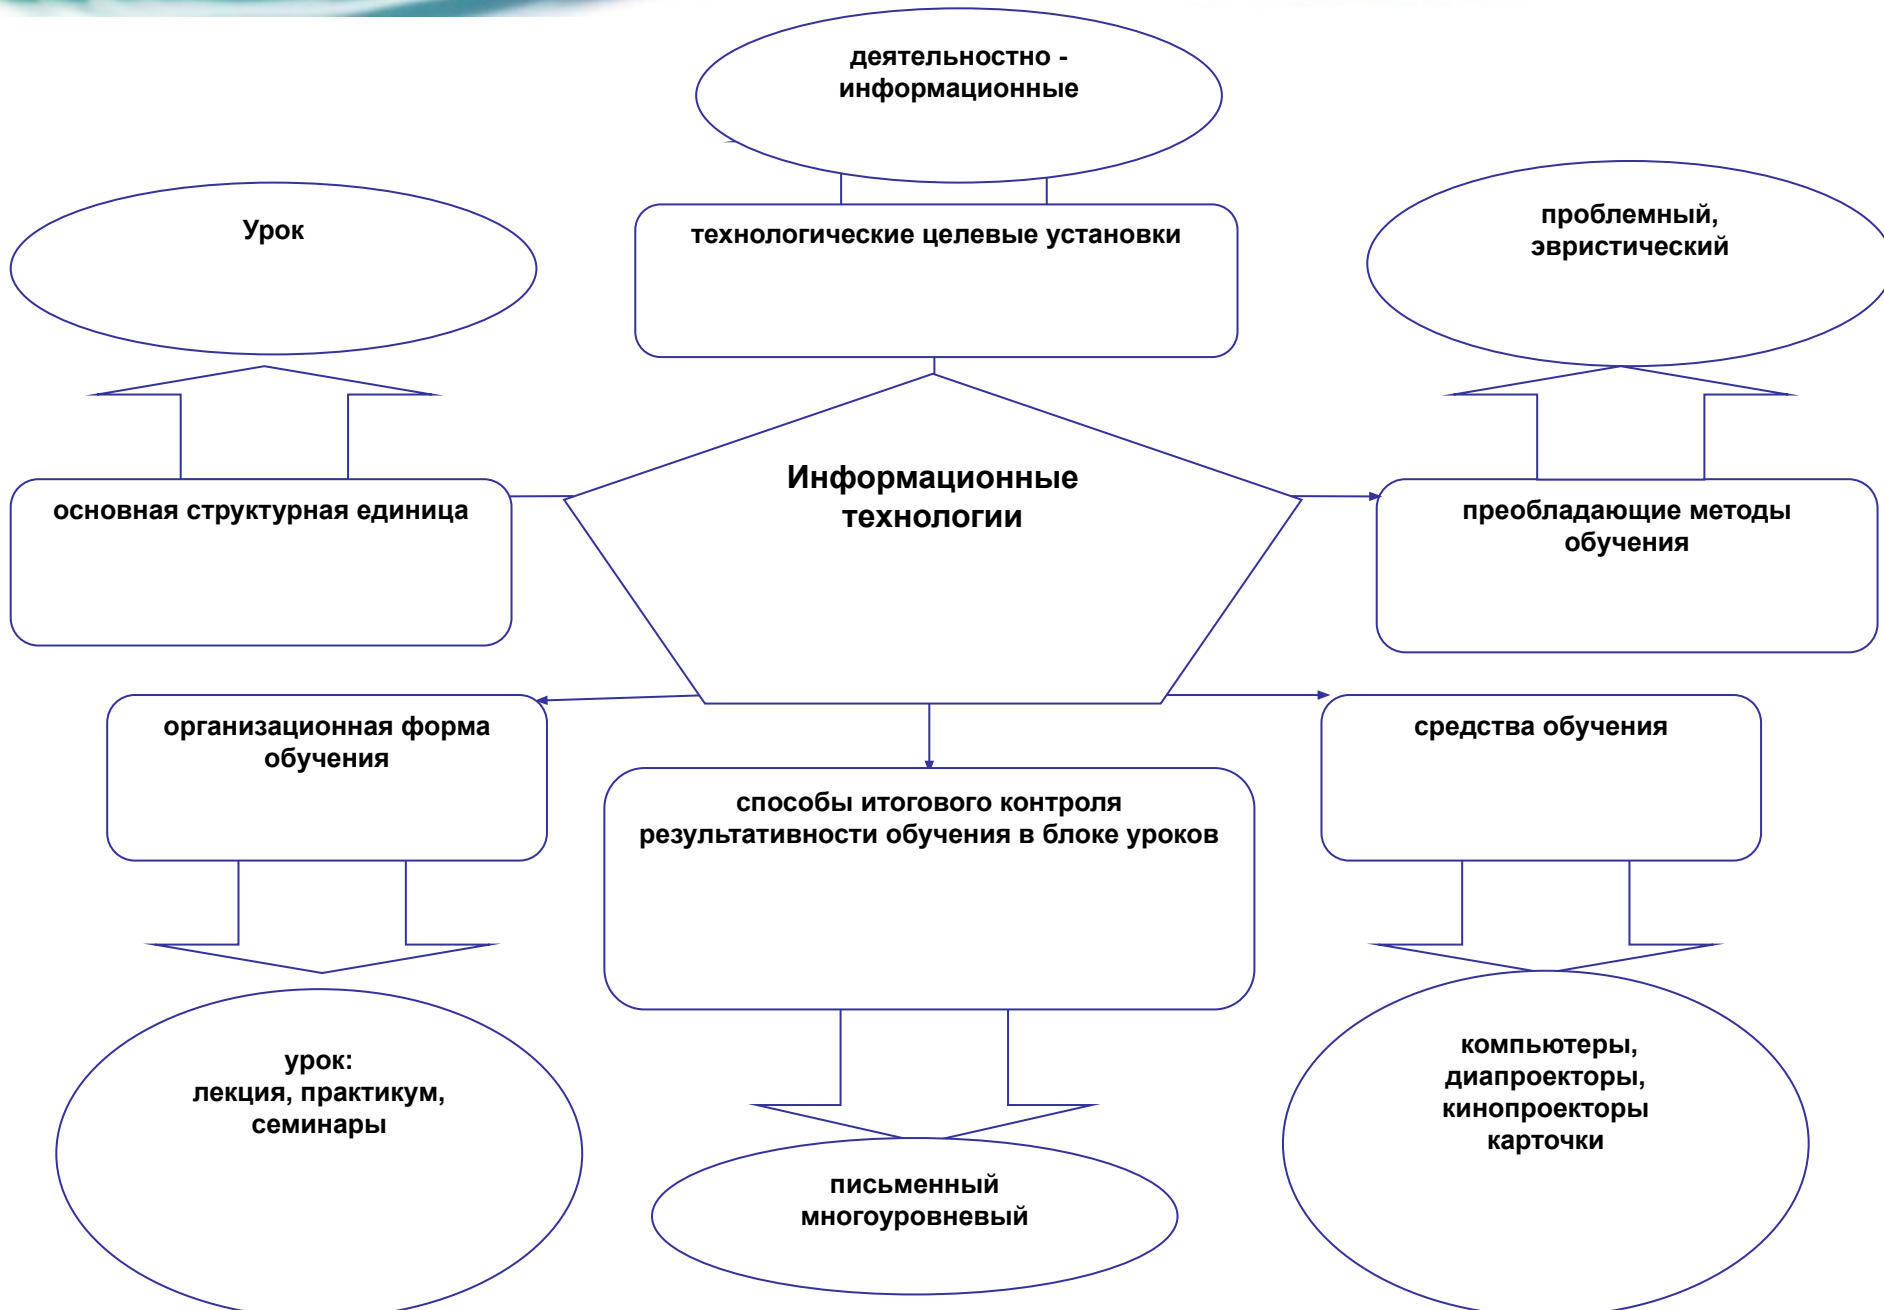 деятельностно -
информационные
технологические целевые установки
Урок
проблемный,
эвристический
основная структурная единица
Информационные
технологии
преобладающие методы
обучения
организационная форма
обучения
способы итогового контроля
результативности обучения в блоке уроков
средства обучения
урок:
лекция, практикум,
семинары
письменный
многоуровневый
компьютеры,
диапроекторы,
кинопроекторы
карточки